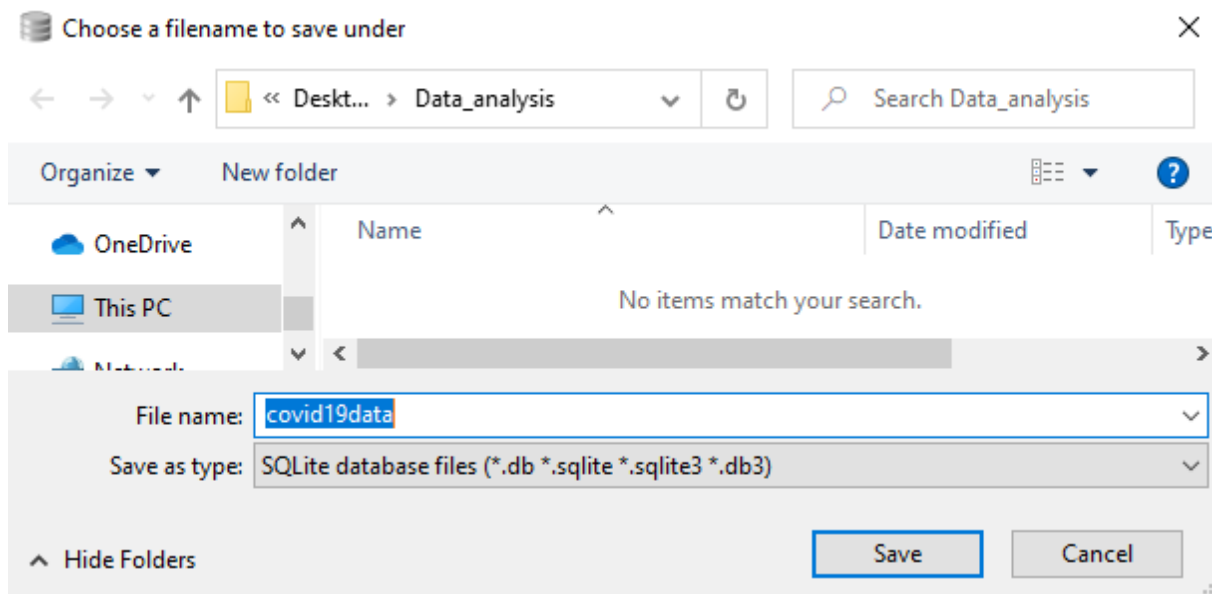 Choose a filename to save under
« Deskt... › Data_analysis
Search Data_analysis
Organize
New folder
OneDrive
This PC
Network
Name
Date modified
Type
No items match your search.
File name: covid19data
Save as type: SQLite database files (*.db *.sqlite *.sqlite3 *.db3)
Hide Folders
Save
Cancel